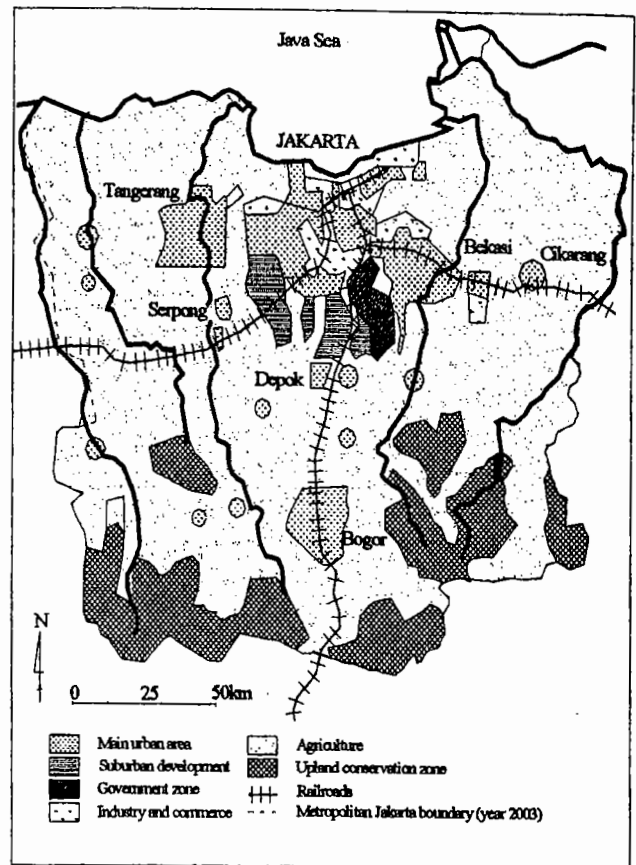 Java Sea
JAKARTA
Tangerang
Bekasi
Cikarang
Serpong
Depok
Bogor
N
0 25 50km
Main urban area
Suburban development
Government zone
Industry and commerce
Agriculture
Upland conservation zone
Railroads
Metropolitan Jakarta boundary (year 2003)